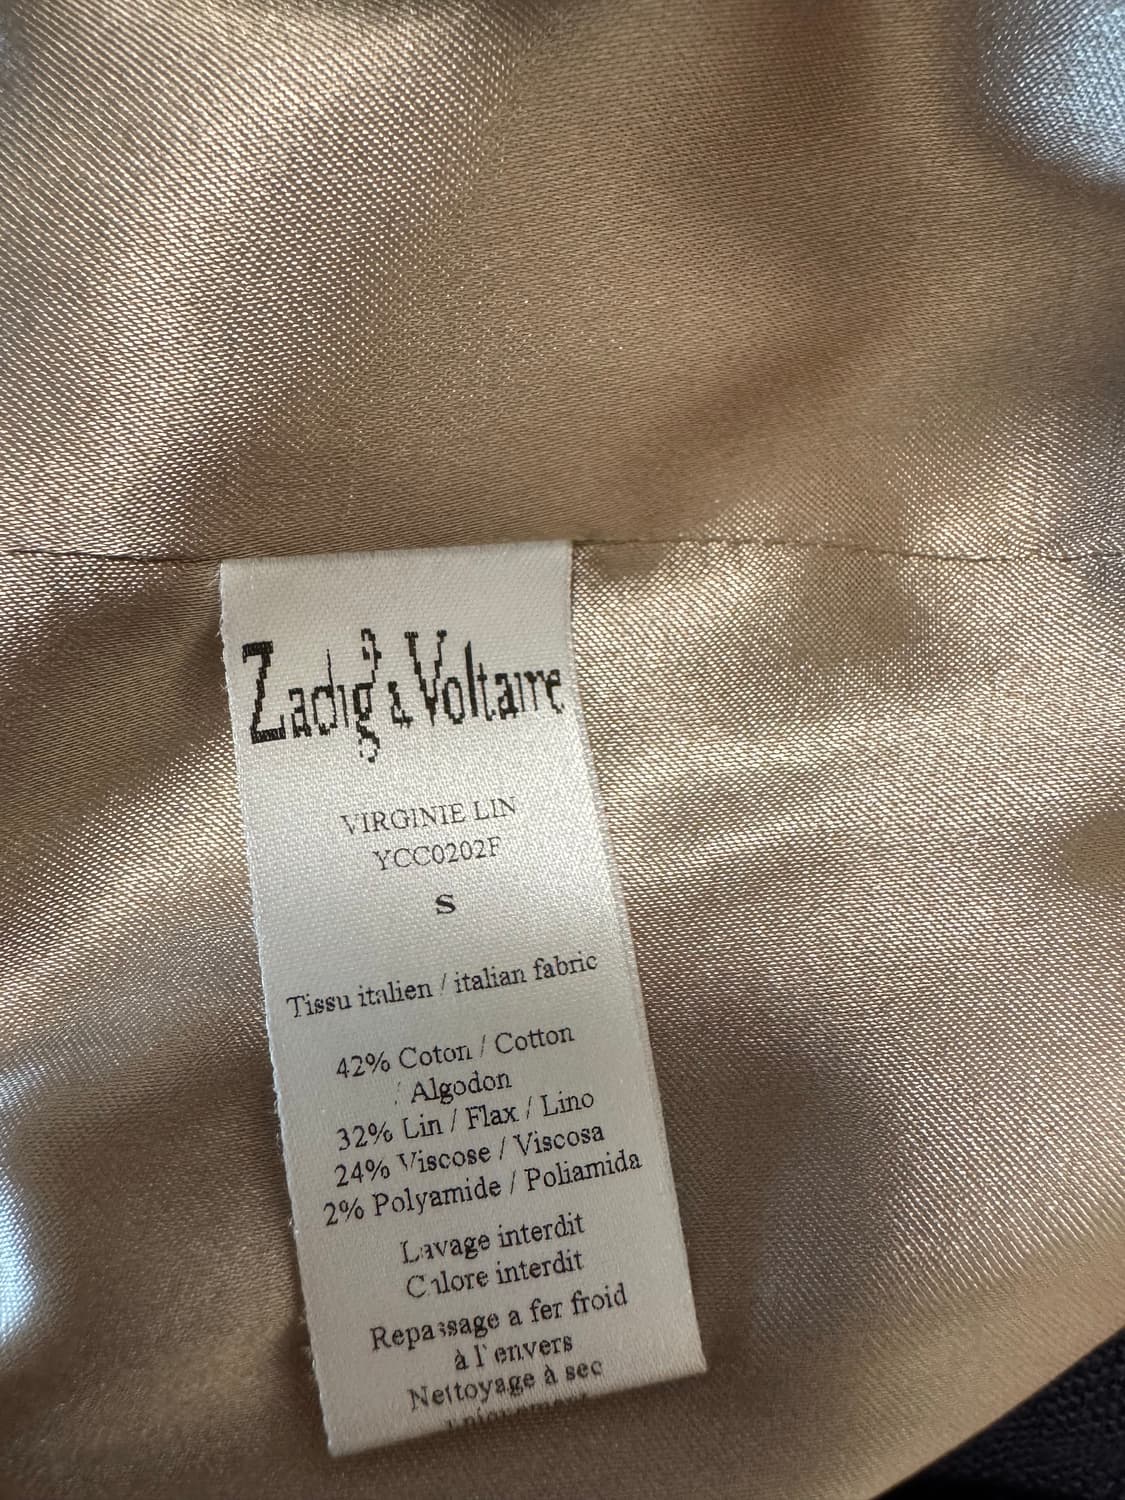 Zadig & Voltaire
VIRGINIE LIN
YCC0202F
S
Tissu italien / italian fabric
42% Coton / Cotton
/ Algodon
32% Lin / Flax / Lino
24% Viscose / Viscosa
2% Polyamide / Poliamida
Lavage interdit
Clore interdit
Repassage a fer froid
à l'envers
Nettoyage à sec